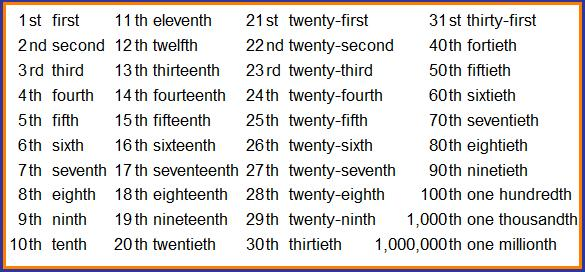 1st first 11th eleventh 21st twenty-first 31st thirty-first
2nd second 12th twelfth 22nd twenty-second 40th fortieth
3rd third 13th thirteenth 23rd twenty-third 50th fiftieth
4th fourth 14th fourteenth 24th twenty-fourth 60th sixtieth
5th fifth 15th fifteenth 25th twenty-fifth 70th seventieth
6th sixth 16th sixteenth 26th twenty-sixth 80th eightieth
7th seventh 17th seventeenth 27th twenty-seventh 90th ninetieth
8th eighth 18th eighteenth 28th twenty-eighth 100th one hundredth
9th ninth 19th nineteenth 29th twenty-ninth 1,000th one thousandth
10th tenth 20th twentieth 30th thirtieth 1,000,000th one millionth